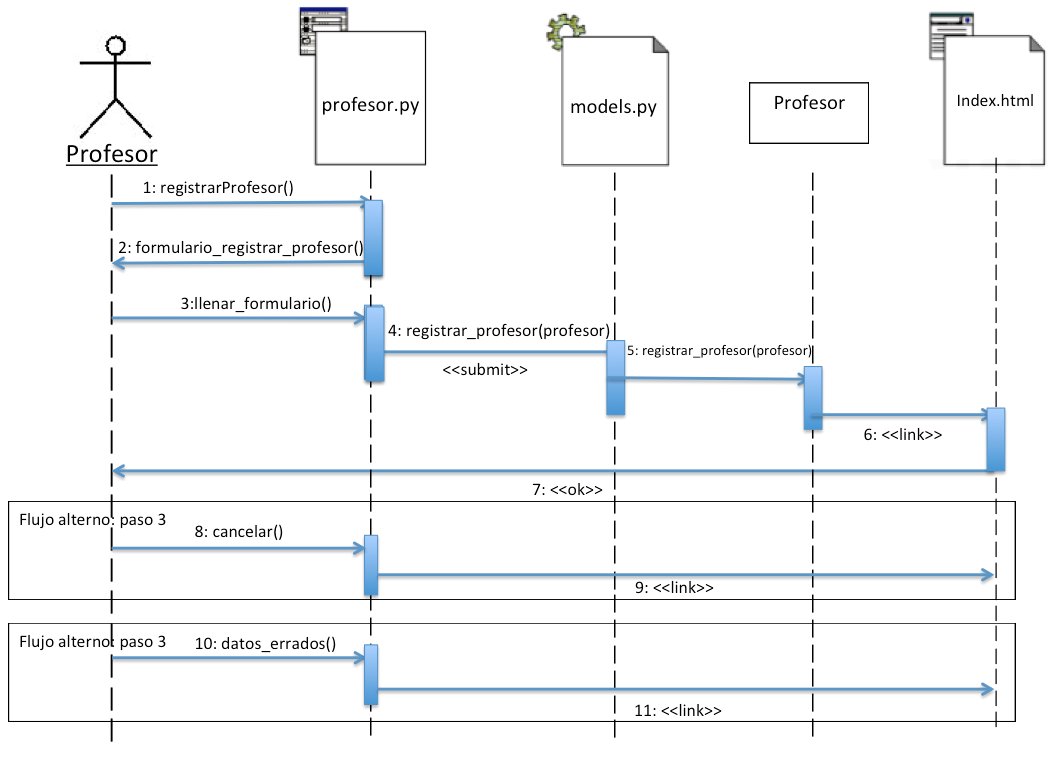 profesor.py
models.py
Profesor
Index.html
Profesor
1: registrarProfesor()
2: formulario_registrar_profesor()
3:llenar_formulario()
4: registrar_profesor(profesor)
<<submit>>
5: registrar_profesor(profesor)
6: <<link>>
7: <<ok>>
Flujo alterno: paso 3
8: cancelar()
9: <<link>>
Flujo alterno: paso 3
10: datos_errados()
11: <<link>>